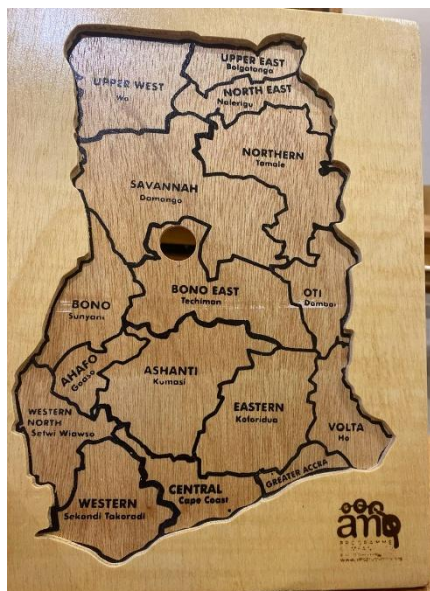 UPPER EAST
Bolgatanga
UPPER WEST
Wa
NORTH EAST
Nalerigu
NORTHERN
Tamale
SAVANNAH
Damongo
BONO EAST
Techiman
OTI
Dambai
BONO
Sunyani
AHAFO
Goaso
ASHANTI
Kumasi
EASTERN
Koforidua
VOLTA
Ho
WESTERN
NORTH
Sefwi Wiawso
GREATER ACCRA
CENTRAL
Cape Coast
WESTERN
Sekondi Takoradi
ano